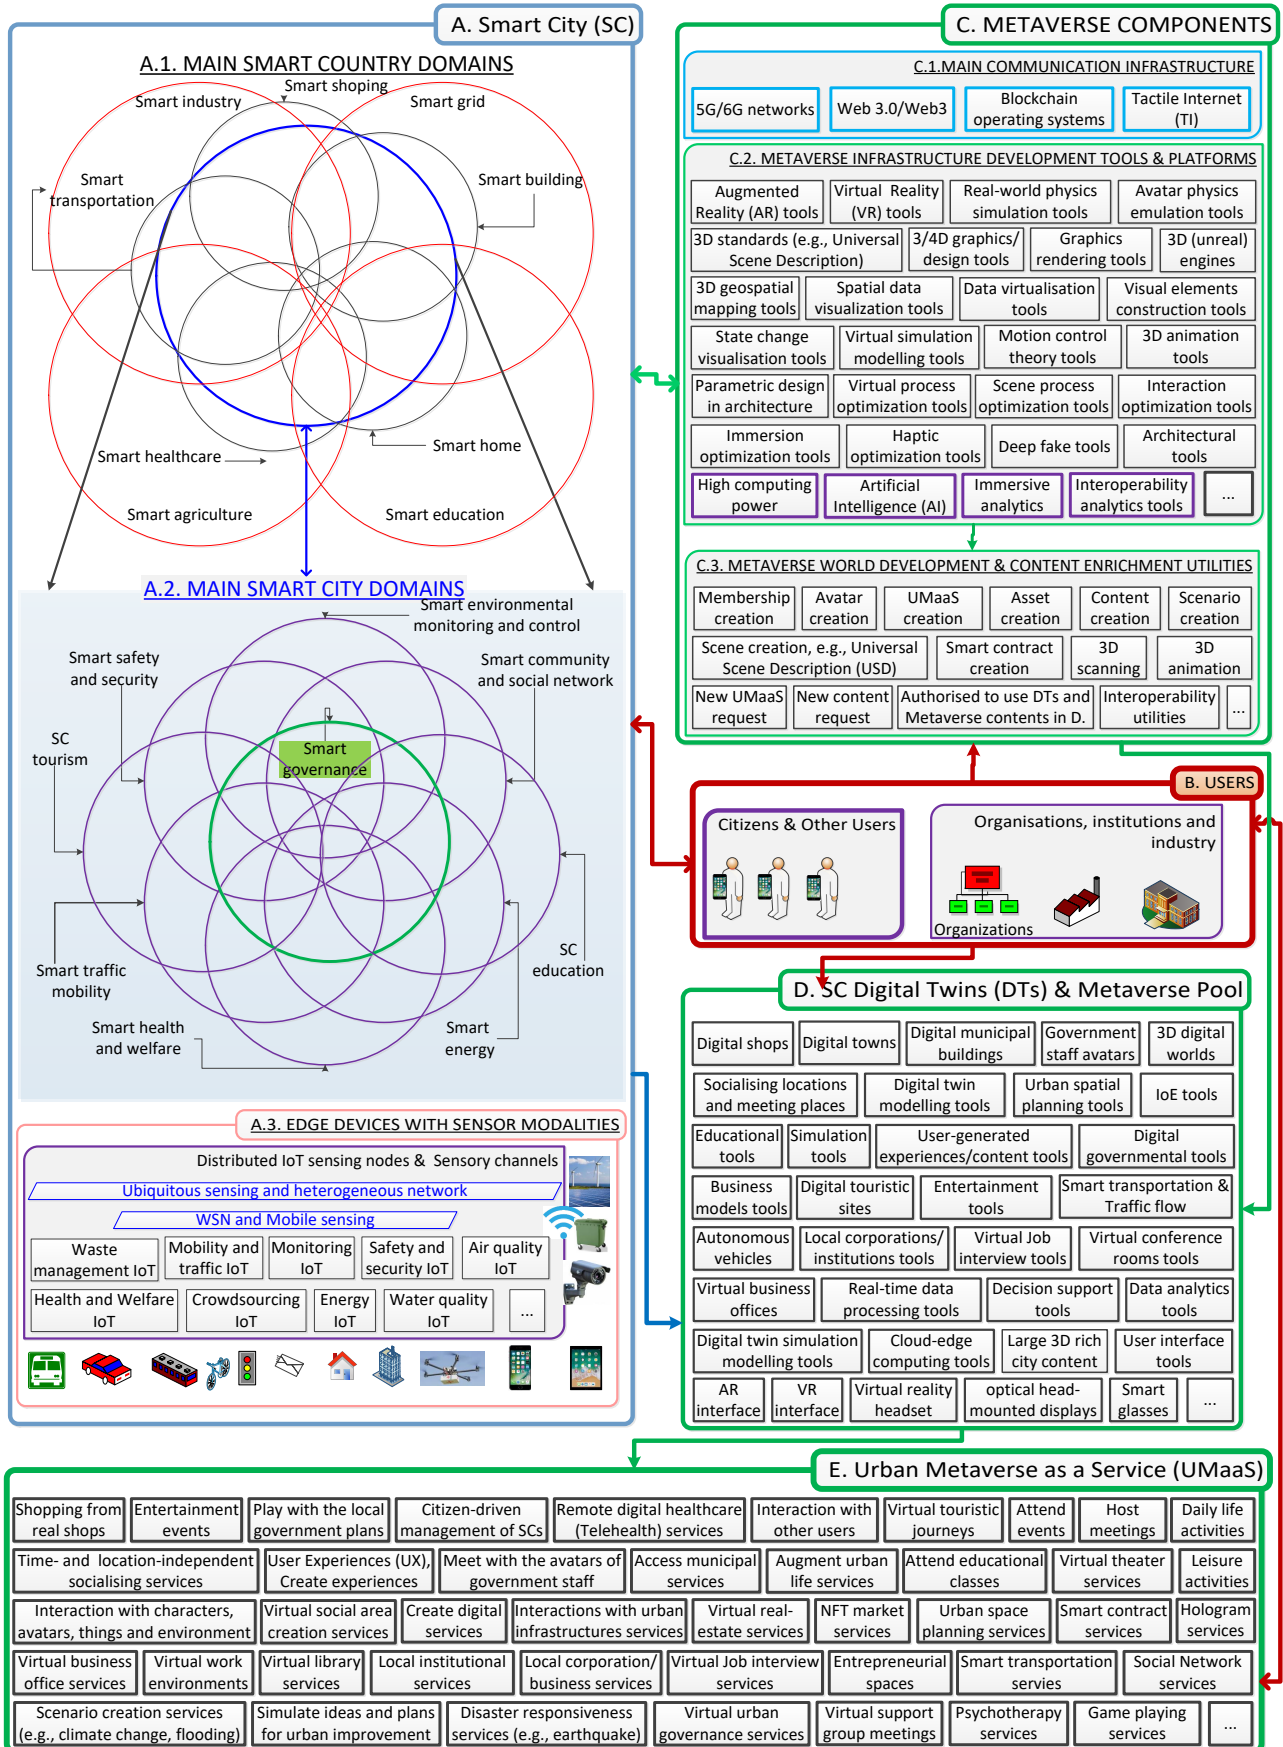 A. Smart City (SC)
A.1. MAIN SMART COUNTRY DOMAINS
Smart shoping
Smart industry
Smart grid
Smart
transportation
Smart building
Smart home
Smart healthcare
Smart agriculture
Smart education
A.2. MAIN SMART CITY DOMAINS
Smart environmental
monitoring and control
Smart safety
and security
Smart community
and social network
SC
tourism
Smart
governance
Smart traffic
mobility
SC
education
Smart health
and welfare
Smart
energy
A.3. EDGE DEVICES WITH SENSOR MODALITIES
Distributed IoT sensing nodes & Sensory channels
Ubiquitous sensing and heterogeneous network
WSN and Mobile sensing
Waste
management IoT
Mobility and
traffic IoT
Monitoring
IoT
Safety and
security IoT
Air quality
IoT
Health and Welfare
IoT
Crowdsourcing
IoT
Energy
IoT
Water quality
IoT
...
C. METAVERSE COMPONENTS
C.1.MAIN COMMUNICATION INFRASTRUCTURE
5G/6G networks
Web 3.0/Web3
Blockchain
operating systems
Tactile Internet
(TI)
C.2. METAVERSE INFRASTRUCTURE DEVELOPMENT TOOLS & PLATFORMS
Augmented
Reality (AR) tools
Virtual Reality
(VR) tools
Real-world physics
simulation tools
Avatar physics
emulation tools
3D standards (e.g., Universal
Scene Description)
3/4D graphics/
design tools
Graphics
rendering tools
3D (unreal)
engines
3D geospatial
mapping tools
Spatial data
visualization tools
Data virtualisation
tools
Visual elements
construction tools
State change
visualisation tools
Virtual simulation
modelling tools
Motion control
theory tools
3D animation
tools
Parametric design
in architecture
Virtual process
optimization tools
Scene process
optimization tools
Interaction
optimization tools
Immersion
optimization tools
Haptic
optimization tools
Deep fake tools
Architectural
tools
High computing
power
Artificial
Intelligence (AI)
Immersive
analytics
Interoperability
analytics tools
...
C.3. METAVERSE WORLD DEVELOPMENT & CONTENT ENRICHMENT UTILITIES
Membership
creation
Avatar
creation
UMaaS
creation
Asset
creation
Content
creation
Scenario
creation
Scene creation, e.g., Universal
Scene Description (USD)
Smart contract
creation
3D
scanning
3D
animation
New UMaaS
request
New content
request
Authorised to use DTs and
Metaverse contents in D.
Interoperability
utilities
...
B. USERS
Citizens & Other Users
Organisations, institutions and
industry
Organizations
D. SC Digital Twins (DTs) & Metaverse Pool
Digital shops
Digital towns
Digital municipal
buildings
Government
staff avatars
3D digital
worlds
Socialising locations
and meeting places
Digital twin
modelling tools
Urban spatial
planning tools
IoE tools
Educational
tools
Simulation
tools
User-generated
experiences/content tools
Digital
governmental tools
Business
models tools
Digital touristic
sites
Entertainment
tools
Smart transportation &
Traffic flow
Autonomous
vehicles
Local corporations/
institutions tools
Virtual Job
interview tools
Virtual conference
rooms tools
Virtual business
offices
Real-time data
processing tools
Decision support
tools
Data analytics
tools
Digital twin simulation
modelling tools
Cloud-edge
computing tools
Large 3D rich
city content
User interface
tools
AR
interface
VR
interface
Virtual reality
headset
optical head-
mounted displays
Smart
glasses
...
E. Urban Metaverse as a Service (UMaaS)
Shopping from
real shops
Entertainment
events
Play with the local
government plans
Citizen-driven
management of SCs
Remote digital healthcare
(Telehealth) services
Interaction with
other users
Virtual touristic
journeys
Attend
events
Host
meetings
Daily life
activities
Time- and location-independent
socialising services
User Experiences (UX),
Create experiences
Meet with the avatars of
government staff
Access municipal
services
Augment urban
life services
Attend educational
classes
Virtual theater
services
Leisure
activities
Interaction with characters,
avatars, things and environment
Virtual social area
creation services
Create digital
services
Interactions with urban
infrastructures services
Virtual real-
estate services
NFT market
services
Urban space
planning services
Smart contract
services
Hologram
services
Virtual business
office services
Virtual work
environments
Virtual library
services
Local institutional
services
Local corporation/
business services
Virtual Job interview
services
Entrepreneurial
spaces
Smart transportation
servies
Social Network
services
Scenario creation services
(e.g., climate change, flooding)
Simulate ideas and plans
for urban improvement
Disaster responsiveness
services (e.g., earthquake)
Virtual urban
governance services
Virtual support
group meetings
Psychotherapy
services
Game playing
services
...